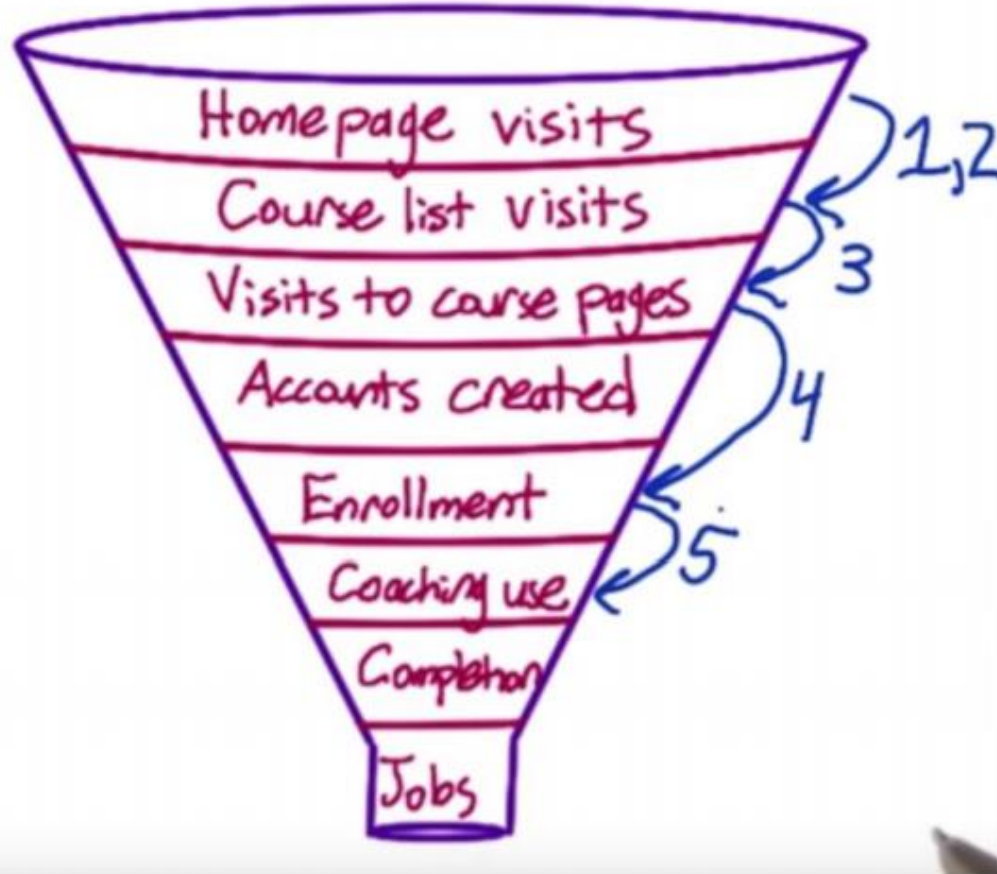 Homepage visits
1,2
Course list visits
3
Visits to course pages
Accounts created
4
Enrollment
5
Coaching use
Completion
Jobs